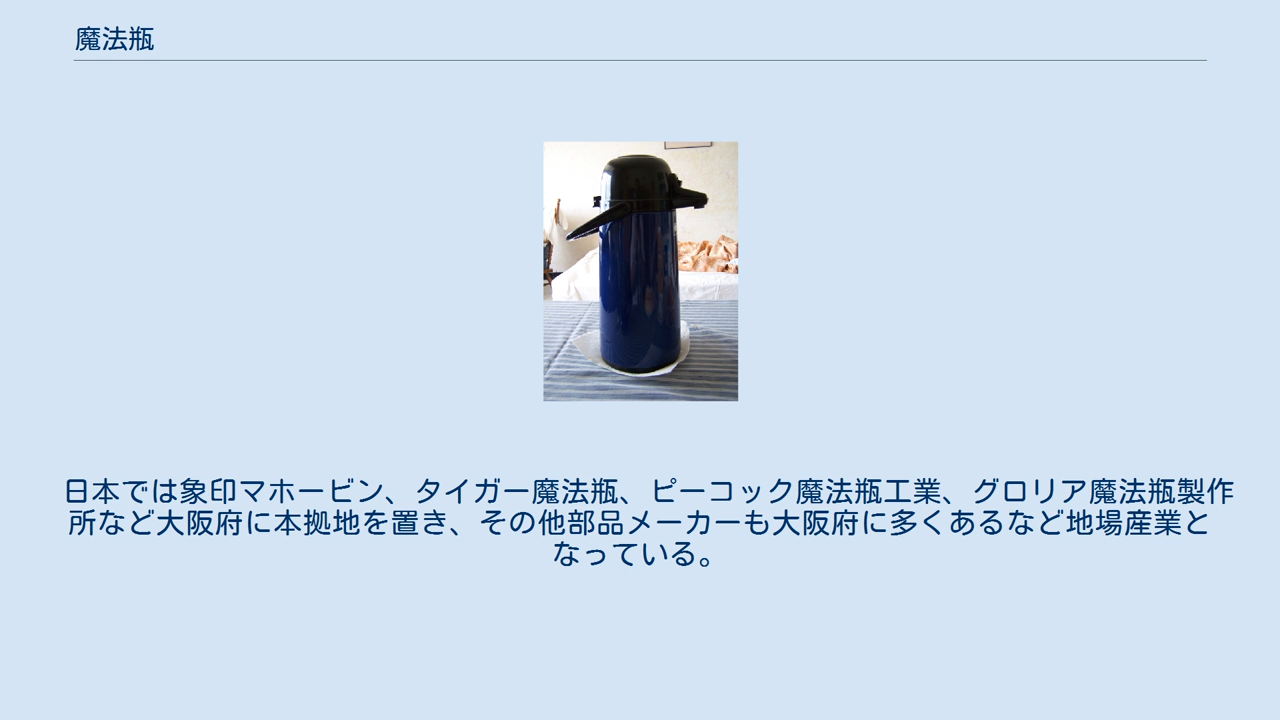 魔法瓶
日本では象印マホービン、タイガー魔法瓶、ピーコック魔法瓶工業、グロリア魔法瓶製作
所など大阪府に本拠地を置き、その他部品メーカーも大阪府に多くあるなど地場産業と
なっている。